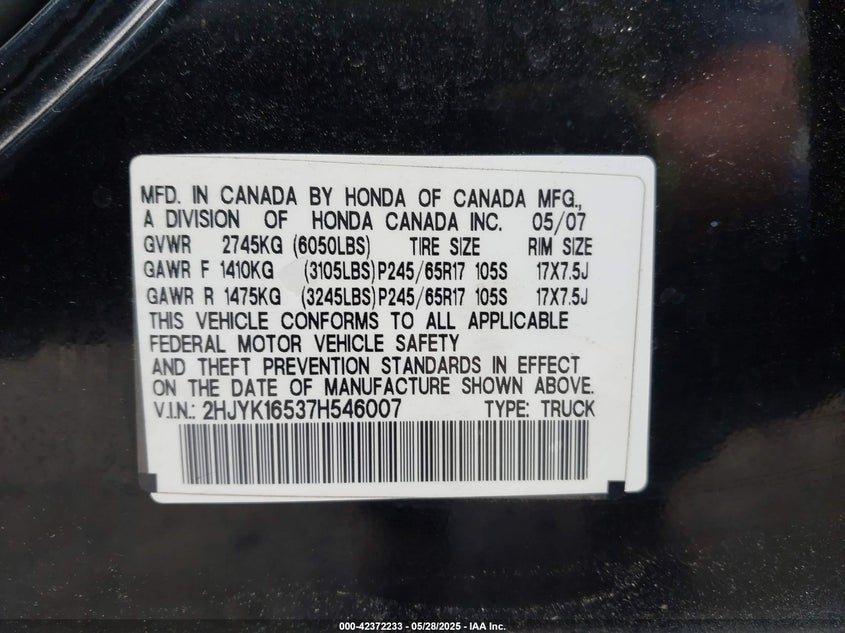 MFD. IN CANADA BY HONDA OF CANADA MFG.,
A DIVISION OF HONDA CANADA INC. 05/07
GVWR 2745KG (6050LBS) TIRE SIZE RIM SIZE
GAWR F 1410KG (3105LBS) P245/65R17 105S 17X7.5J
GAWR R 1475KG (3245LBS) P245/65R17 105S 17X7.5J
THIS VEHICLE CONFORMS TO ALL APPLICABLE
FEDERAL MOTOR VEHICLE SAFETY
AND THEFT PREVENTION STANDARDS IN EFFECT
ON THE DATE OF MANUFACTURE SHOWN ABOVE.
V.I.N.: 2HJYK16537H546007 TYPE: TRUCK
000-42372233 - 05/28/2025 - IAA Inc.